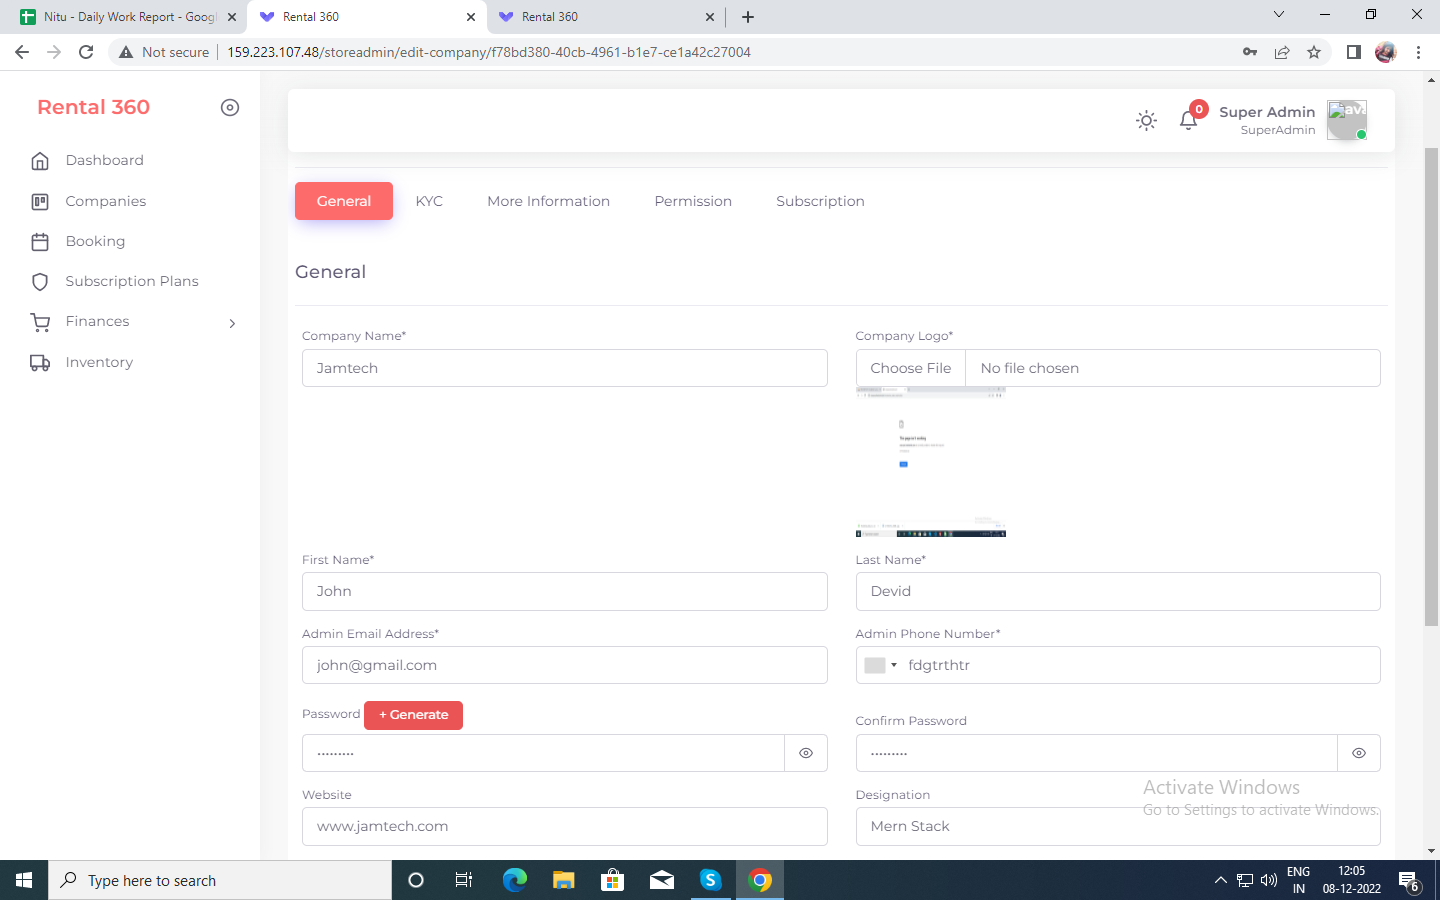 Nitu - Daily Work Report - Goog
Rental 360
Rental 360
Not secure
159.223.107.48/storeadmin/edit-company/f78bd380-40cb-4961-b1e7-ce1a42c27004
Rental 360
0
Super Admin
SuperAdmin
ava
Dashboard
Companies
Booking
Subscription Plans
Finances
Inventory
General
KYC
More Information
Permission
Subscription
General
Company Name*
Company Logo*
Jamtech
Choose File
No file chosen
First Name*
Last Name*
John
Devid
Admin Email Address*
Admin Phone Number*
john@gmail.com
fdgtrthtr
Password
+ Generate
Confirm Password
·········
·········
Website
Designation
www.jamtech.com
Mern Stack
Activate Windows
Go to Settings to activate Windows.
Type here to search
ENG
IN
12:05
08-12-2022
6